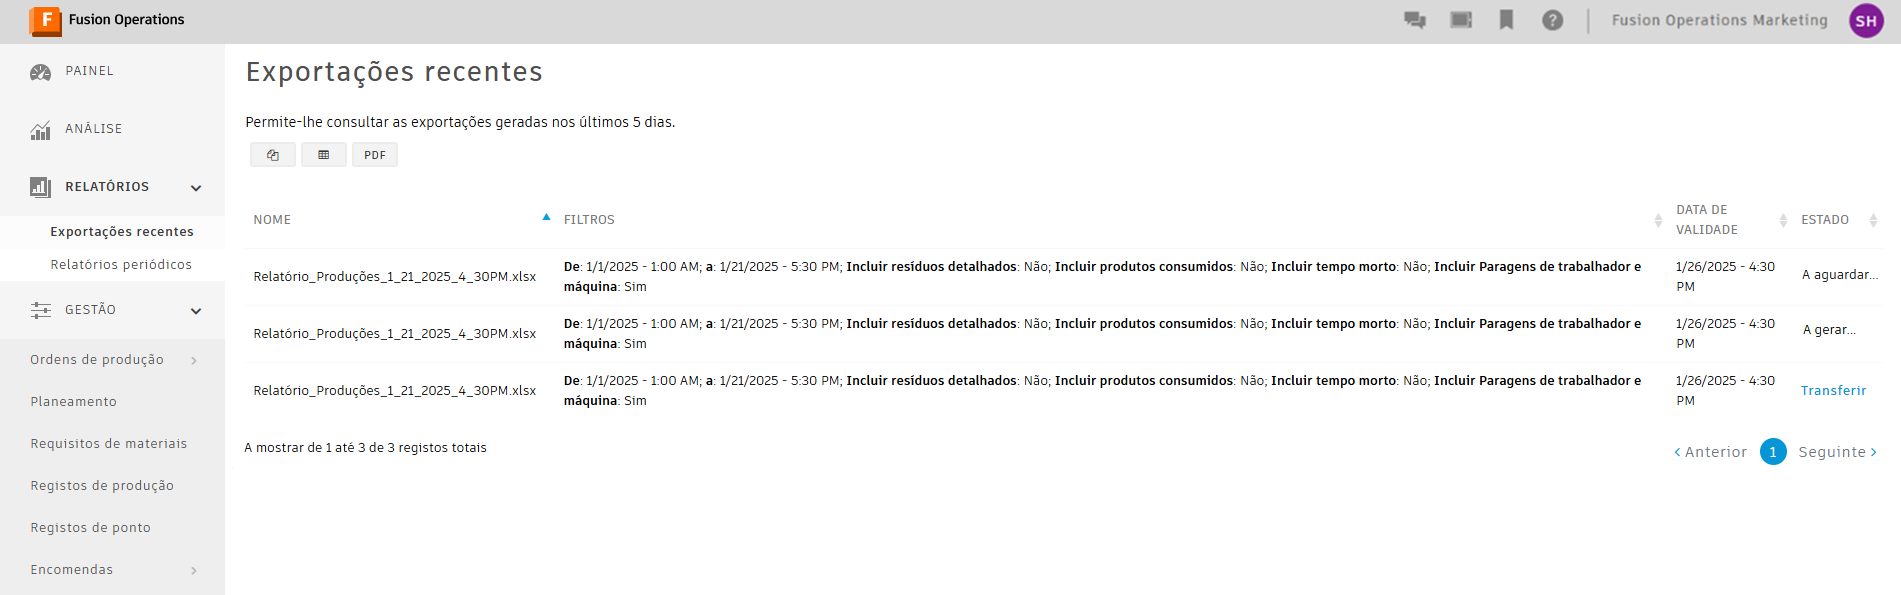 F Fusion Operations
? Fusion Operations Marketing SH
PAINEL
ANÁLISE
RELATÓRIOS
Exportações recentes
Relatórios periódicos
GESTÃO
Ordens de produção
Planeamento
Requisitos de materiais
Registos de produção
Registos de ponto
Encomendas
Exportações recentes
Permite-lhe consultar as exportações geradas nos últimos 5 dias.
PDF
NOME FILTROS DATA DE VALIDADE ESTADO
Relatório_Produções_1_21_2025_4_30PM.xlsx
De: 1/1/2025 - 1:00 AM; a: 1/21/2025 - 5:30 PM; Incluir resíduos detalhados: Não; Incluir produtos consumidos: Não; Incluir tempo morto: Não; Incluir Paragens de trabalhador e
máquina: Sim
1/26/2025 - 4:30
PM
A aguardar...
Relatório_Produções_1_21_2025_4_30PM.xlsx
De: 1/1/2025 - 1:00 AM; a: 1/21/2025 - 5:30 PM; Incluir resíduos detalhados: Não; Incluir produtos consumidos: Não; Incluir tempo morto: Não; Incluir Paragens de trabalhador e
máquina: Sim
1/26/2025 - 4:30
PM
A gerar...
Relatório_Produções_1_21_2025_4_30PM.xlsx
De: 1/1/2025 - 1:00 AM; a: 1/21/2025 - 5:30 PM; Incluir resíduos detalhados: Não; Incluir produtos consumidos: Não; Incluir tempo morto: Não; Incluir Paragens de trabalhador e
máquina: Sim
1/26/2025 - 4:30
PM
Transferir
A mostrar de 1 até 3 de 3 registos totais
‹ Anterior 1 Seguinte ›